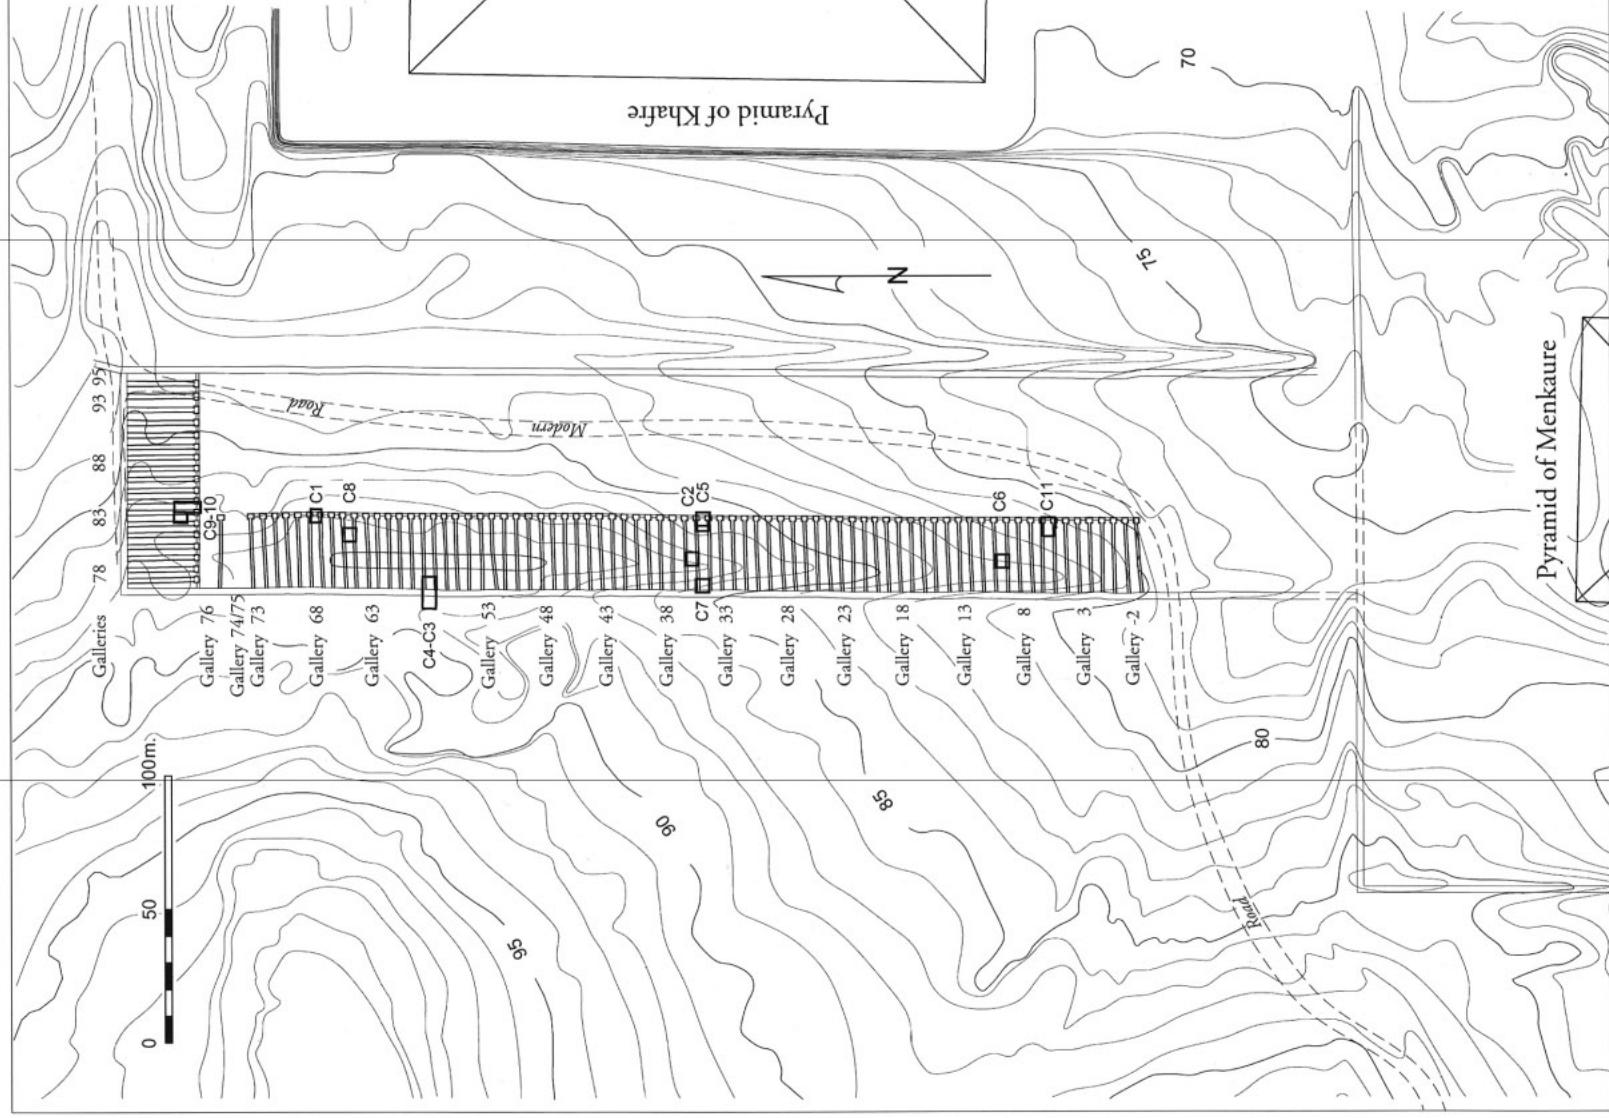 70
Pyramid of Khafre
75
N
Pyramid of Menkaure
Galleries 78 83 88 93 95
Road
Modern
C9-10
C1
C8
C2
C5
C6
C11
C7
C4-C3
Gallery 76
Gallery 74/75
Gallery 73
Gallery 68
Gallery 63
Gallery 53
Gallery 48
Gallery 43
Gallery 38
Gallery 33
Gallery 28
Gallery 23
Gallery 18
Gallery 13
Gallery 8
Gallery 3
Gallery -2
80
85
90
95
Road
0 50 100m.